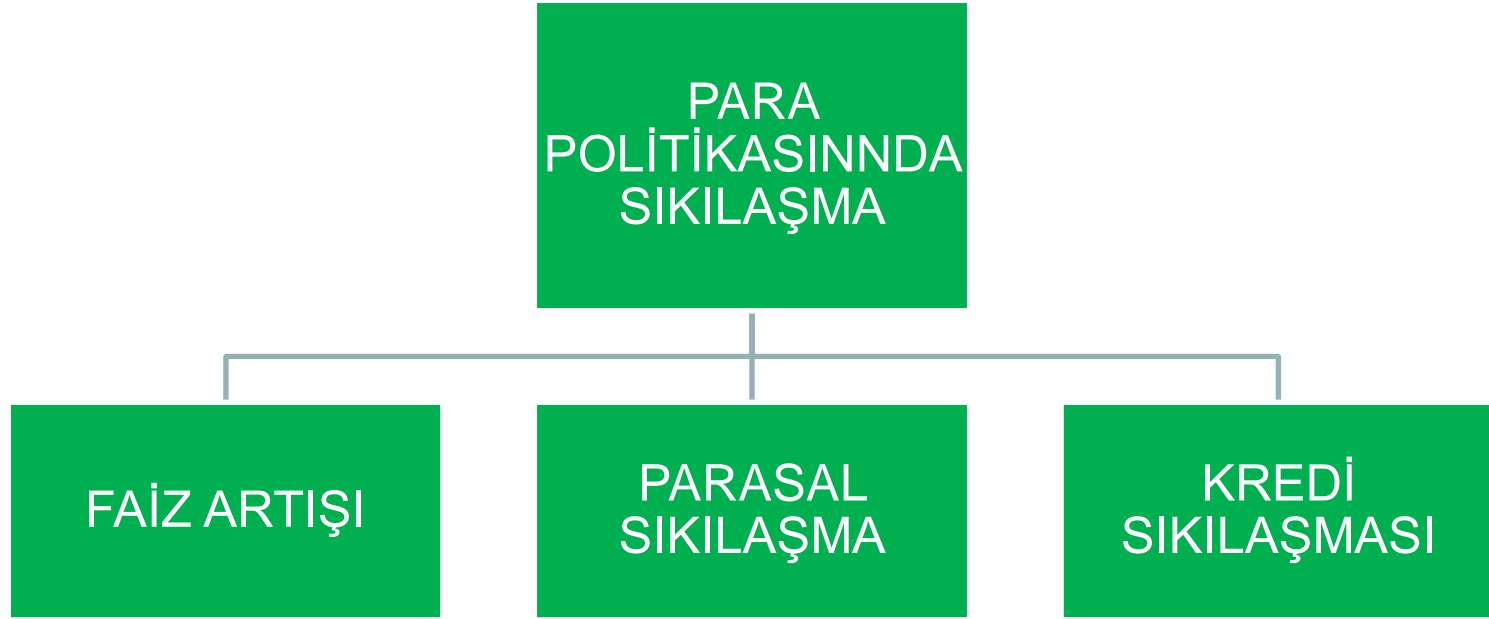 PARA
POLİTİKASINNDA
SIKILAŞMA
FAİZ ARTIŞI
PARASAL
SIKILAŞMA
KREDİ
SIKILAŞMASI